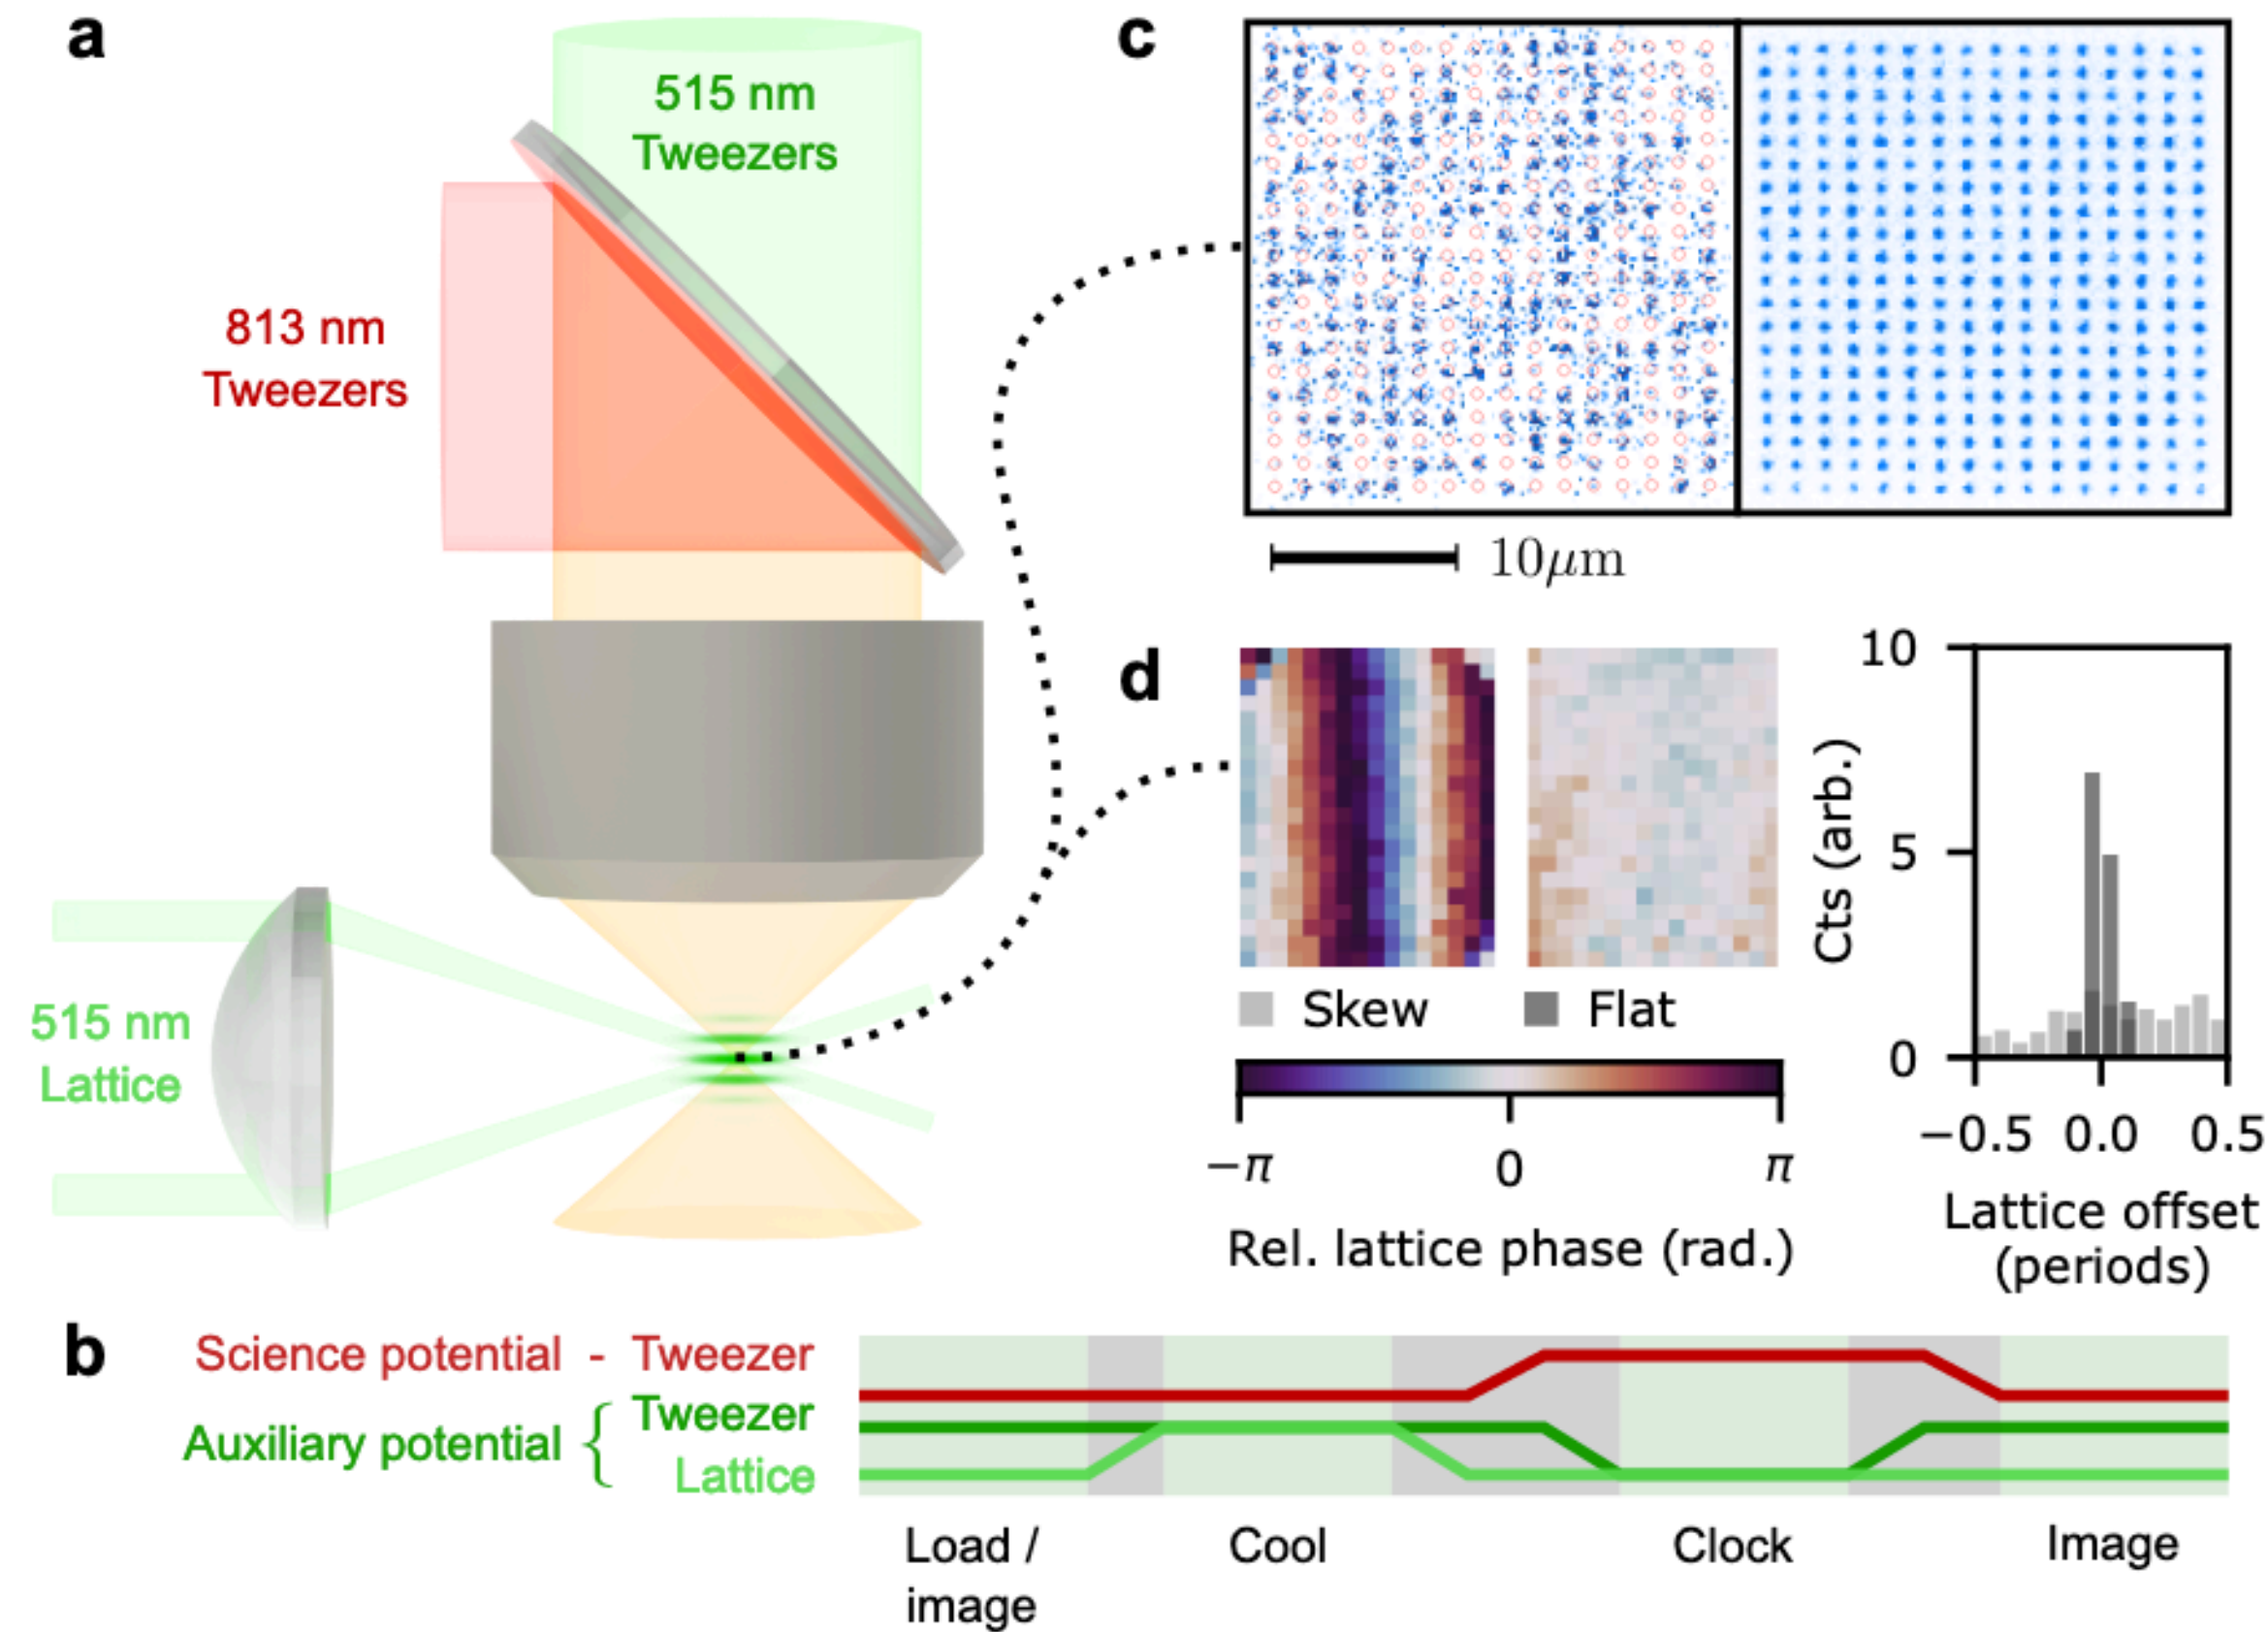 a
515 nm
Tweezers
813 nm
Tweezers
515 nm
Lattice
c
10μm
d
Skew
Flat
−π
0
π
Rel. lattice phase (rad.)
10
5
0
Cts (arb.)
−0.5
0.0
0.5
Lattice offset
(periods)
b
Science potential - Tweezer
Auxiliary potential { Tweezer
Lattice
Load /
image
Cool
Clock
Image